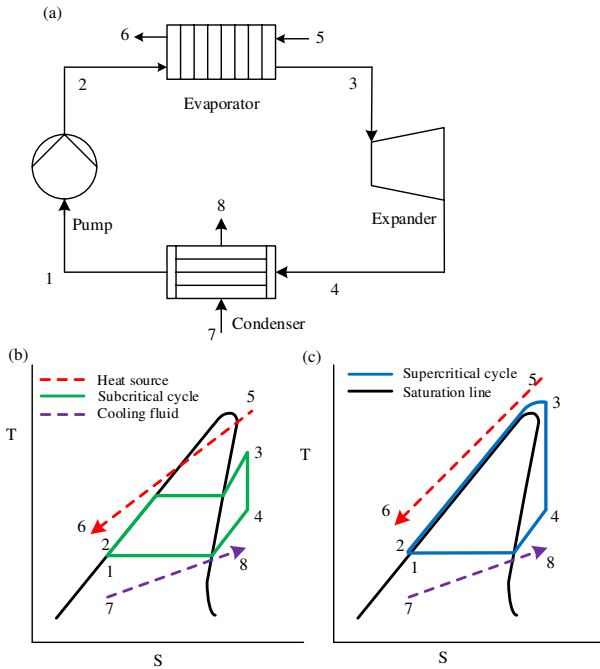 (a)
6
5
2
Evaporator
3
8
Pump
Expander
1
4
7
Condenser
(b)
Heat source
Subcritical cycle
Cooling fluid
5
T
3
6
4
2
1
8
7
S
(c)
Supercritical cycle
5
Saturation line
3
T
6
4
2
1
8
7
S